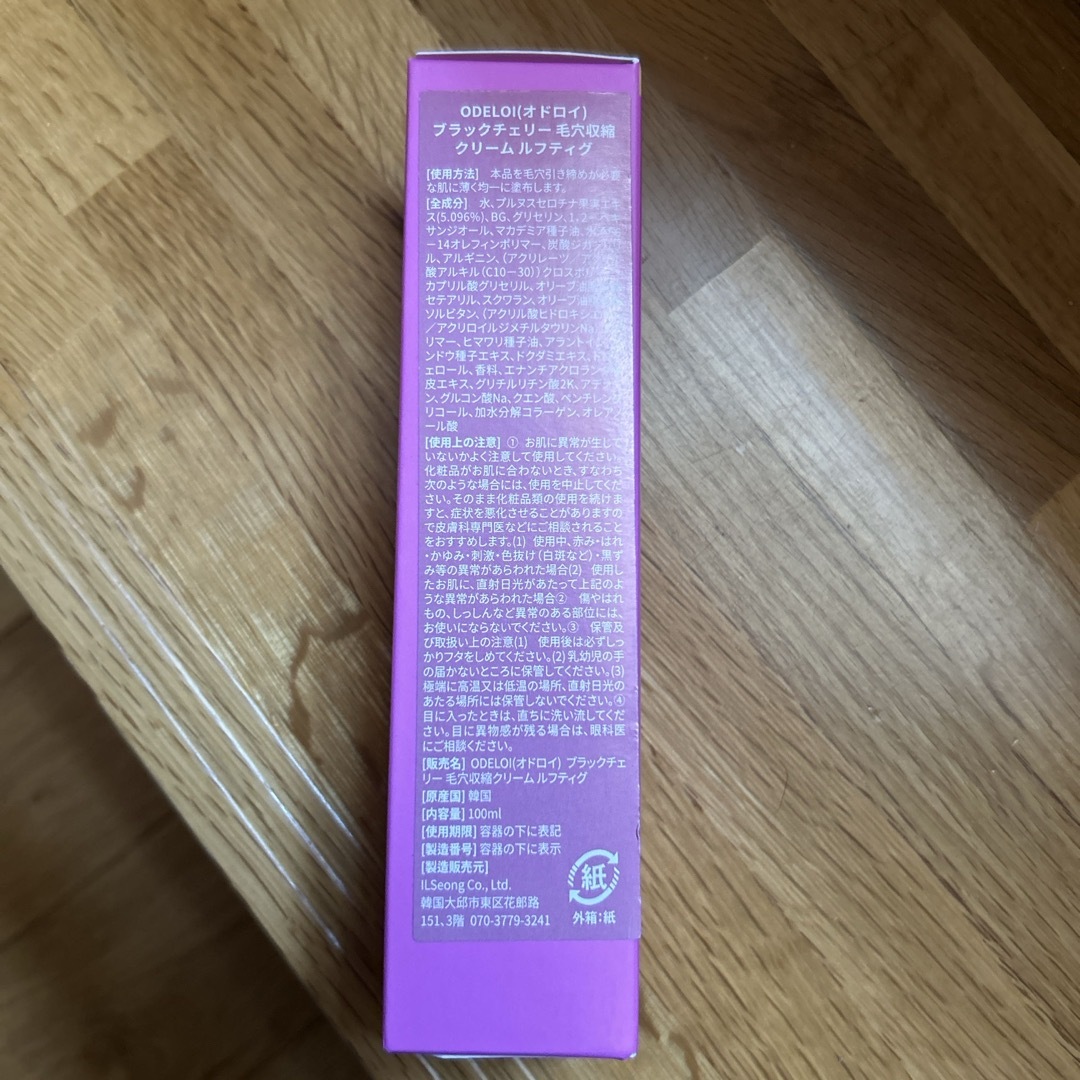 ODELOI(オドロイ)
ブラックチェリー 毛穴収縮
クリーム ルフティグ
[使用方法] 本品を毛穴引き締めが必要
な肌に薄く均一に塗布します。
[全成分] 水、プルヌスセロチナ果実エキ
ス(5.096%)、BG、グリセリン、1,2-ヘキ
サンジオール、マカデミア種子油、水
-14オレフィンポリマー、炭酸ジカプリリ
ル、アルギニン、(アクリレーツ/アク
酸アルキル(C10-30))クロスポリ
カプリル酸グリセリル、オリーブ油
セテアリル、スクワラン、オリーブ油
ソルビタン、(アクリル酸ヒドロキシ
/アクリロイルジメチルタウリンNa)
リマー、ヒマワリ種子油、アラントイン、
ンドウ種子エキス、ドクダミエキス、
ェロール、香料、エナンチアクロランタ
皮エキス、グリチルリチン酸2K、アデ
ン、グルコン酸Na、クエン酸、ペンチレング
リコール、加水分解コラーゲン、オレア
ール酸
[使用上の注意] ① お肌に異常が生じて
いないかよく注意して使用してください。
化粧品がお肌に合わないとき、すなわち
次のような場合には、使用を中止してくだ
さい。そのまま化粧品類の使用を続けま
すと、症状を悪化させることがありますの
で皮膚科専門医などにご相談されること
をおすすめします。(1) 使用中、赤み・はれ
・かゆみ・刺激・色抜け(白斑など)・黒ず
み等の異常があらわれた場合(2) 使用し
たお肌に、直射日光があたって上記のよ
うな異常があらわれた場合② 傷やはれ
もの、しっしんなど異常のある部位には、
お使いにならないでください。③ 保管及
び取扱い上の注意(1) 使用後は必ずしっ
かりフタをしめてください。(2) 乳幼児の手
の届かないところに保管してください。(3)
極端に高温又は低温の場所、直射日光の
あたる場所には保管しないでください。④
目に入ったときは、直ちに洗い流してくだ
さい。目に異物感が残る場合は、眼科医
にご相談ください。
[販売名] ODELOI(オドロイ) ブラックチェ
リー 毛穴収縮クリーム ルフティグ
[原産国] 韓国
[内容量] 100ml
[使用期限] 容器の下に表記
[製造番号] 容器の下に表示
[製造販売元]
ILSeong Co., Ltd.
韓国大邱市東区花郎路
151、3階 070-3779-3241
紙
外箱:紙